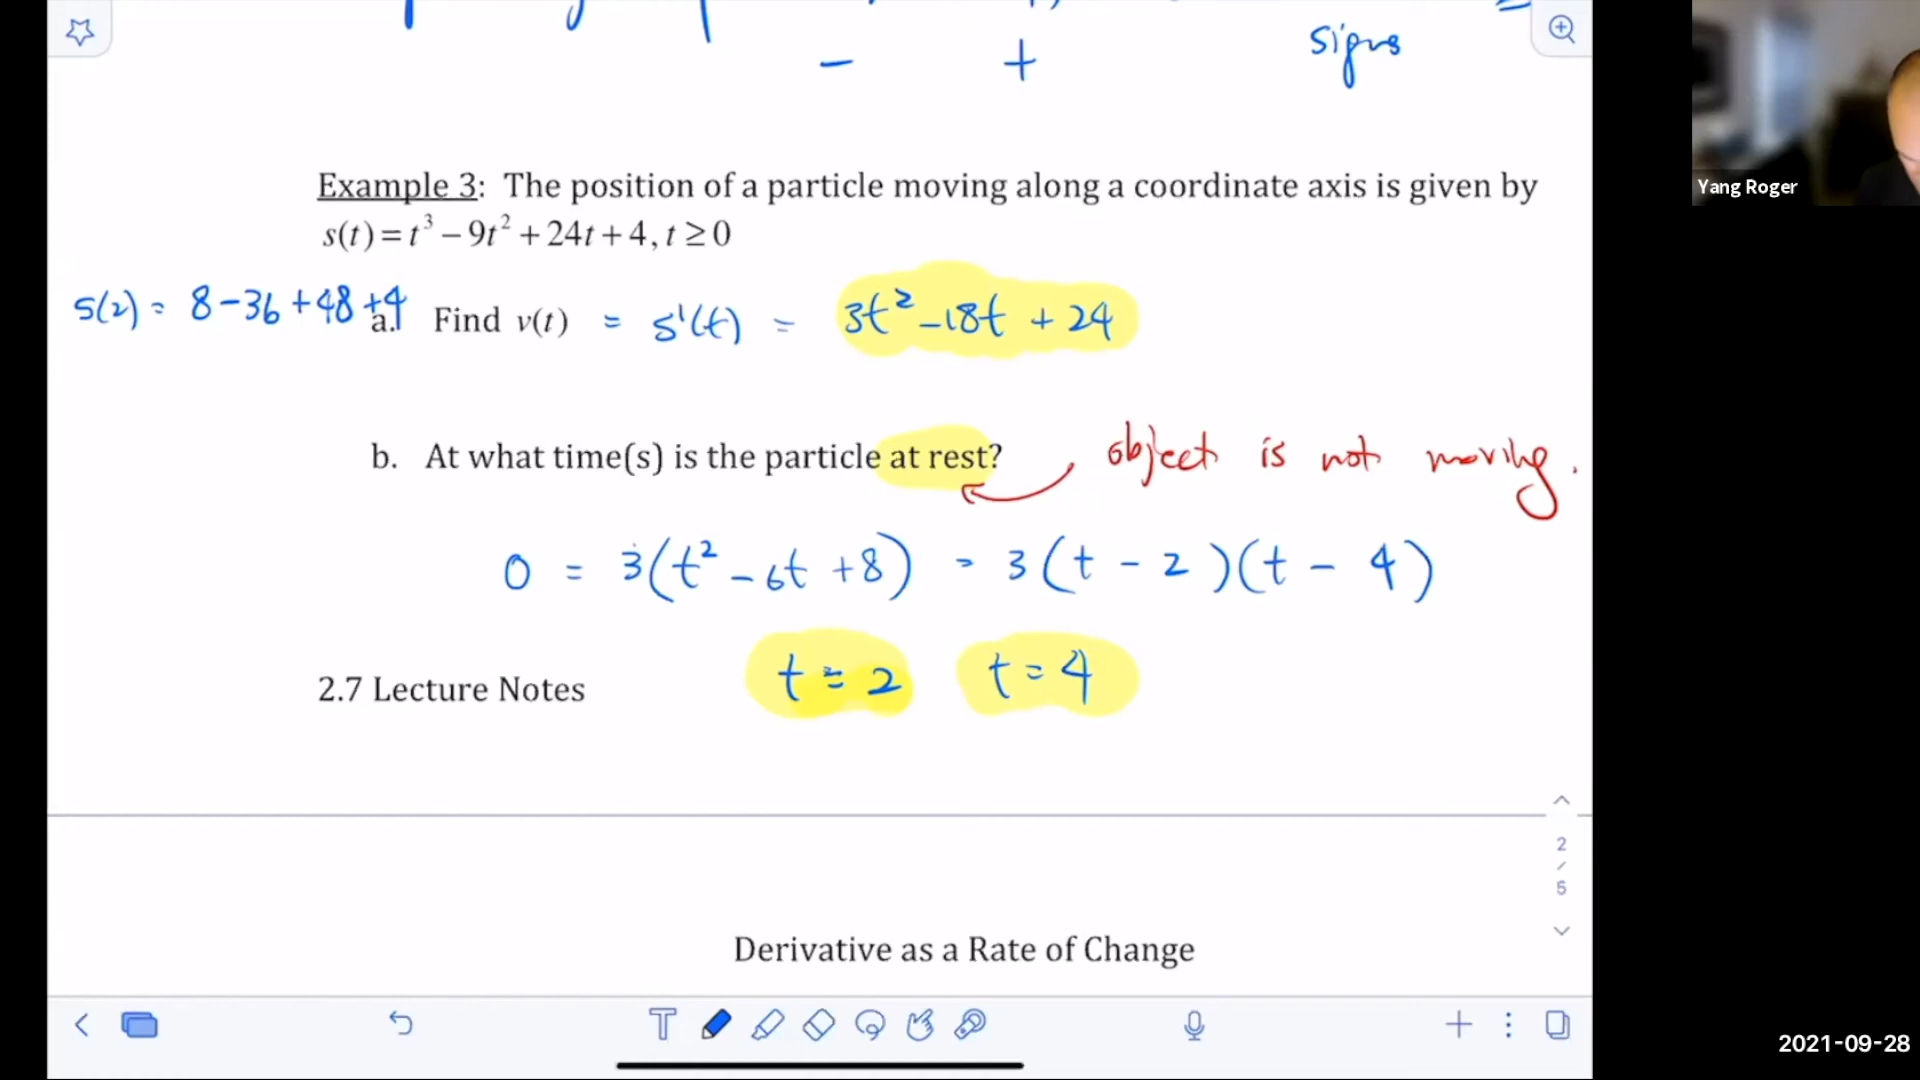 - +
signs
Yang Roger
Example 3: The position of a particle moving along a coordinate axis is given by
s(t) = t³ − 9t² + 24t + 4, t ≥ 0
s(2) = 8 - 36 + 48 + 4
a. Find v(t) = s'(t) = 3t² - 18t + 24
b. At what time(s) is the particle at rest? object is not moving.
0 = 3(t² - 6t + 8) = 3(t - 2)(t - 4)
2.7 Lecture Notes t = 2 t = 4
2
/
5
Derivative as a Rate of Change
T
2021-09-28